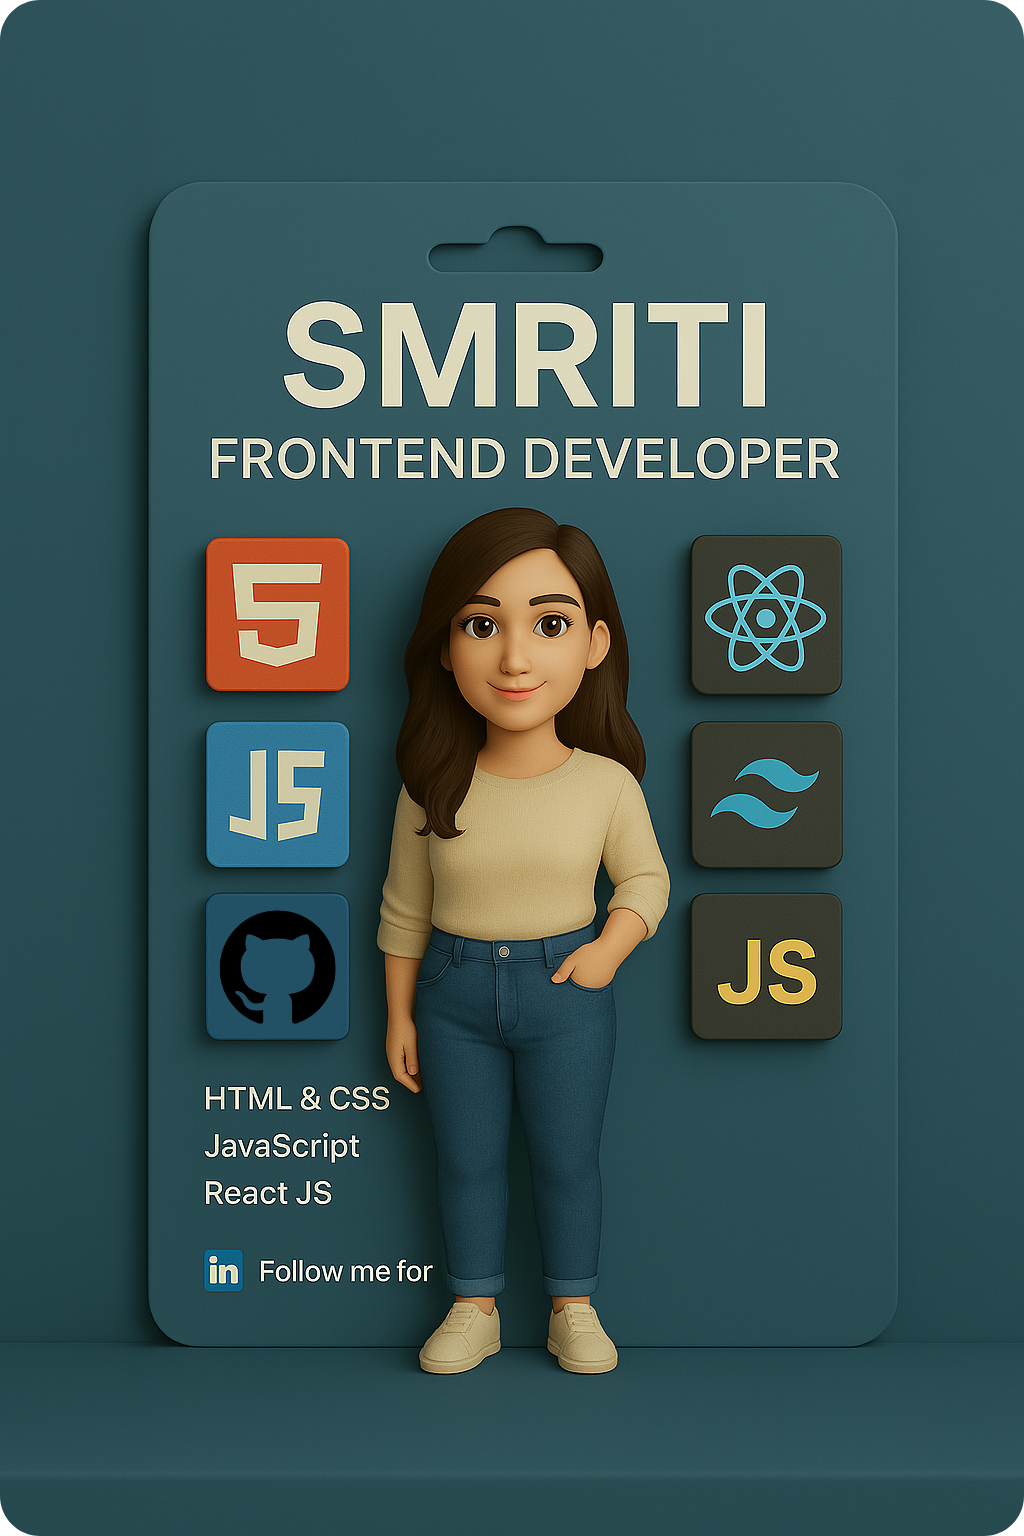 SMRITI
FRONTEND DEVELOPER
5
JS
JS
HTML & CSS
JavaScript
React JS
in Follow me for